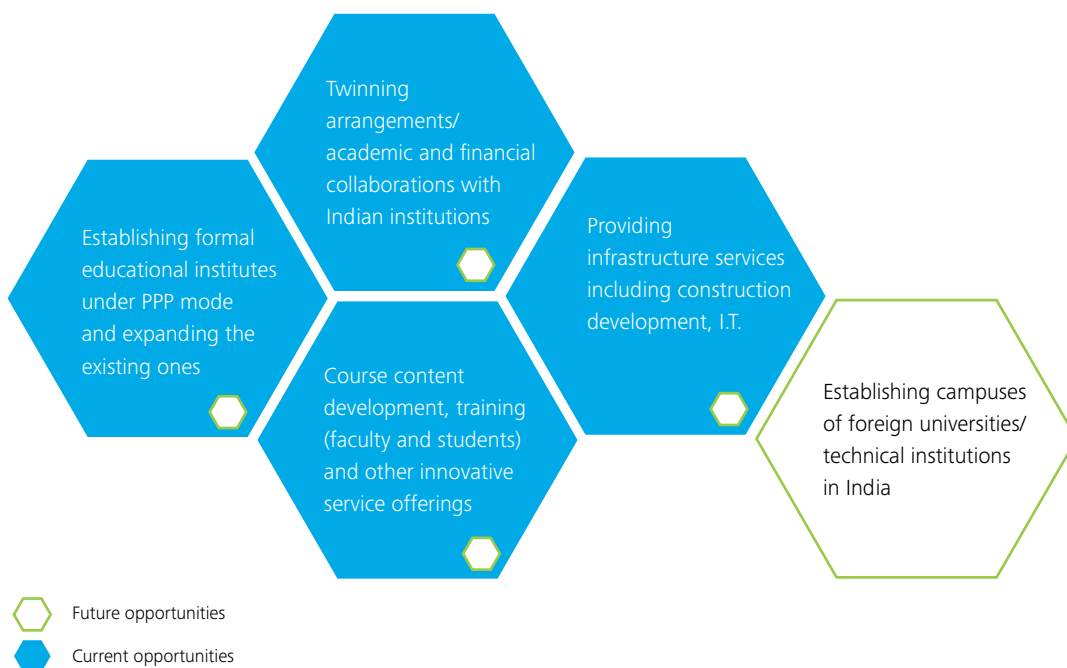 Twinning
arrangements/
academic and financial
collaborations with
Indian institutions
Establishing formal
educational institutes
under PPP mode
and expanding the
existing ones
Providing
infrastructure services
including construction
development, I.T.
Course content
development, training
(faculty and students)
and other innovative
service offerings
Establishing campuses
of foreign universities/
technical institutions
in India
Future opportunities
Current opportunities